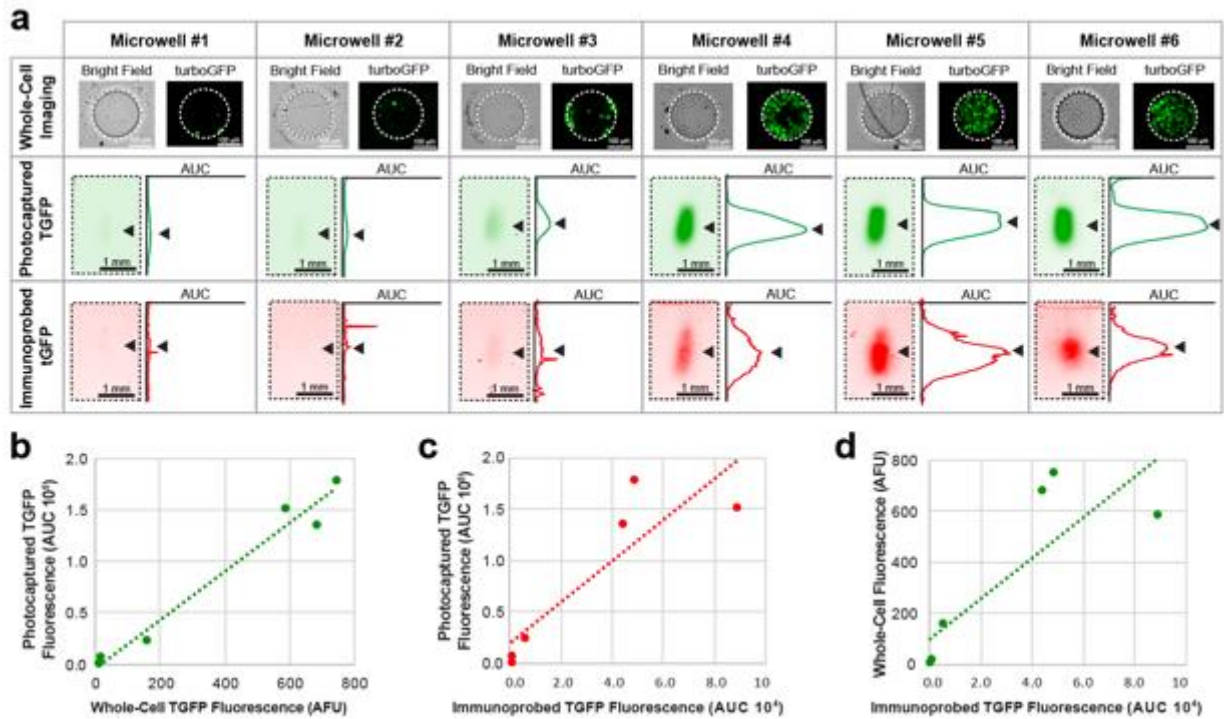 a
Microwell #1 Microwell #2 Microwell #3 Microwell #4 Microwell #5 Microwell #6
Whole-Cell Imaging
Bright Field turboGFP Bright Field turboGFP Bright Field turboGFP Bright Field turboGFP Bright Field turboGFP Bright Field turboGFP
Photocaptured TGFP
AUC AUC AUC AUC AUC AUC
1 mm 1 mm 1 mm 1 mm 1 mm 1 mm
Immunoprobed tGFP
AUC AUC AUC AUC AUC AUC
1 mm 1 mm 1 mm 1 mm 1 mm 1 mm
b
Photocaptured TGFP
Fluorescence (AUC 10⁶)
2.0
1.5
1.0
0.5
0.0
0 200 400 600 800
Whole-Cell TGFP Fluorescence (AFU)
c
Photocaptured TGFP
Fluorescence (AUC 10⁶)
2.0
1.5
1.0
0.5
0.0
0.0 2.0 4.0 6.0 8.0 10
Immunoprobed TGFP Fluorescence (AUC 10⁴)
d
Whole-Cell Fluorescence (AFU)
800
600
400
200
0
0.0 2.0 4.0 6.0 8.0 10
Immunoprobed TGFP Fluorescence (AUC 10⁴)